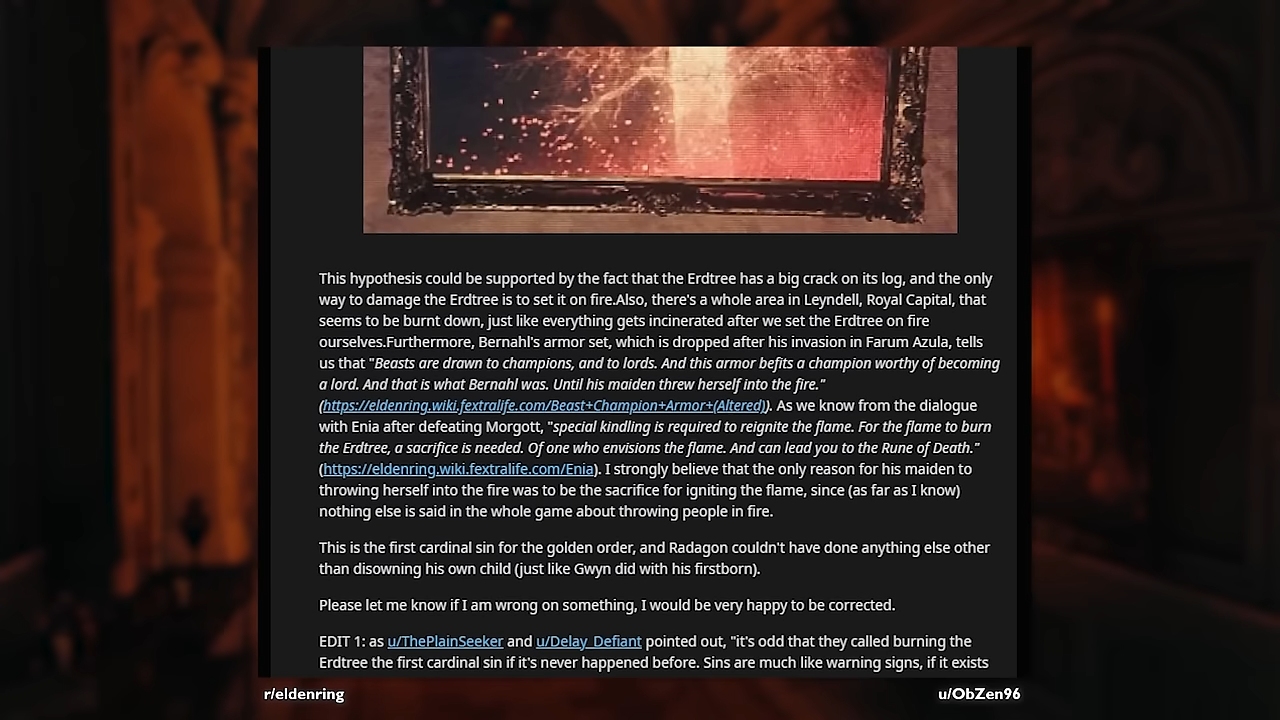 This hypothesis could be supported by the fact that the Erdtree has a big crack on its log, and the only
way to damage the Erdtree is to set it on fire.Also, there's a whole area in Leyndell, Royal Capital, that
seems to be burnt down, just like everything gets incinerated after we set the Erdtree on fire
ourselves.Furthermore, Bernahl's armor set, which is dropped after his invasion in Farum Azula, tells
us that "Beasts are drawn to champions, and to lords. And this armor befits a champion worthy of becoming
a lord. And that is what Bernahl was. Until his maiden threw herself into the fire."
(https://eldenring.wiki.fextralife.com/Beast+Champion+Armor+(Altered)). As we know from the dialogue
with Enia after defeating Morgott, "special kindling is required to reignite the flame. For the flame to burn
the Erdtree, a sacrifice is needed. Of one who envisions the flame. And can lead you to the Rune of Death."
(https://eldenring.wiki.fextralife.com/Enia). I strongly believe that the only reason for his maiden to
throwing herself into the fire was to be the sacrifice for igniting the flame, since (as far as I know)
nothing else is said in the whole game about throwing people in fire.
This is the first cardinal sin for the golden order, and Radagon couldn't have done anything else other
than disowning his own child (just like Gwyn did with his firstborn).
Please let me know if I am wrong on something, I would be very happy to be corrected.
EDIT 1: as u/ThePlainSeeker and u/Delay_Defiant pointed out, "it's odd that they called burning the
Erdtree the first cardinal sin if it's never happened before. Sins are much like warning signs, if it exists
r/eldenring
u/ObZen96